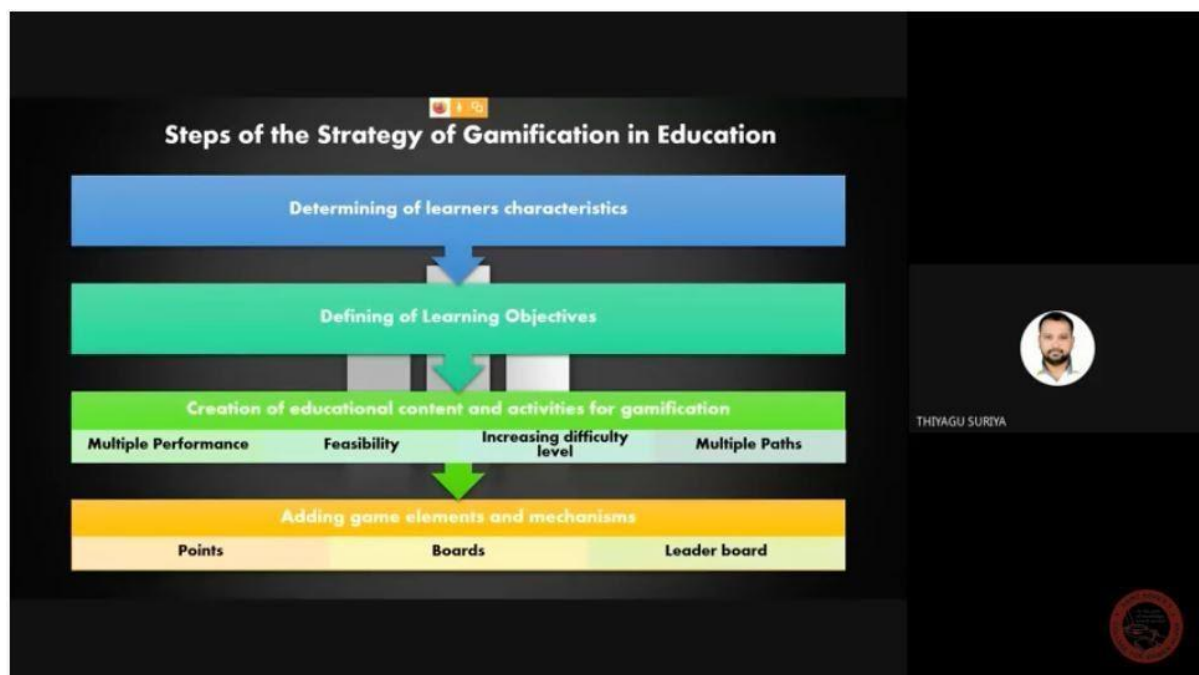 Steps of the Strategy of Gamification in Education
Determining of learners characteristics
Defining of Learning Objectives
Creation of educational content and activities for gamification
Multiple Performance
Feasibility
Increasing difficulty
level
Multiple Paths
Adding game elements and mechanisms
Points
Boards
Leader board
THIYAGU SURIYA